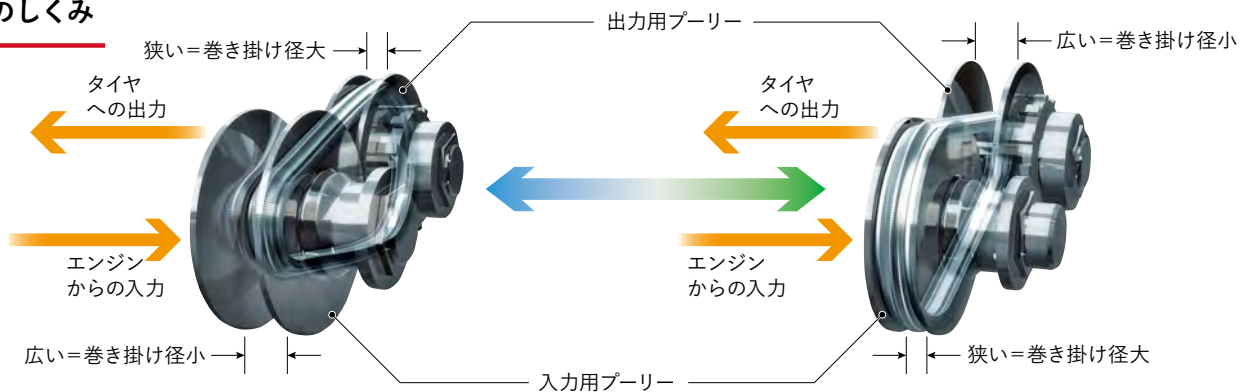 のしくみ
出力用プーリー
狭い＝巻き掛け径大
広い＝巻き掛け径小
タイヤ
への出力
タイヤ
への出力
エンジン
からの入力
エンジン
からの入力
広い＝巻き掛け径小
狭い＝巻き掛け径大
入力用プーリー